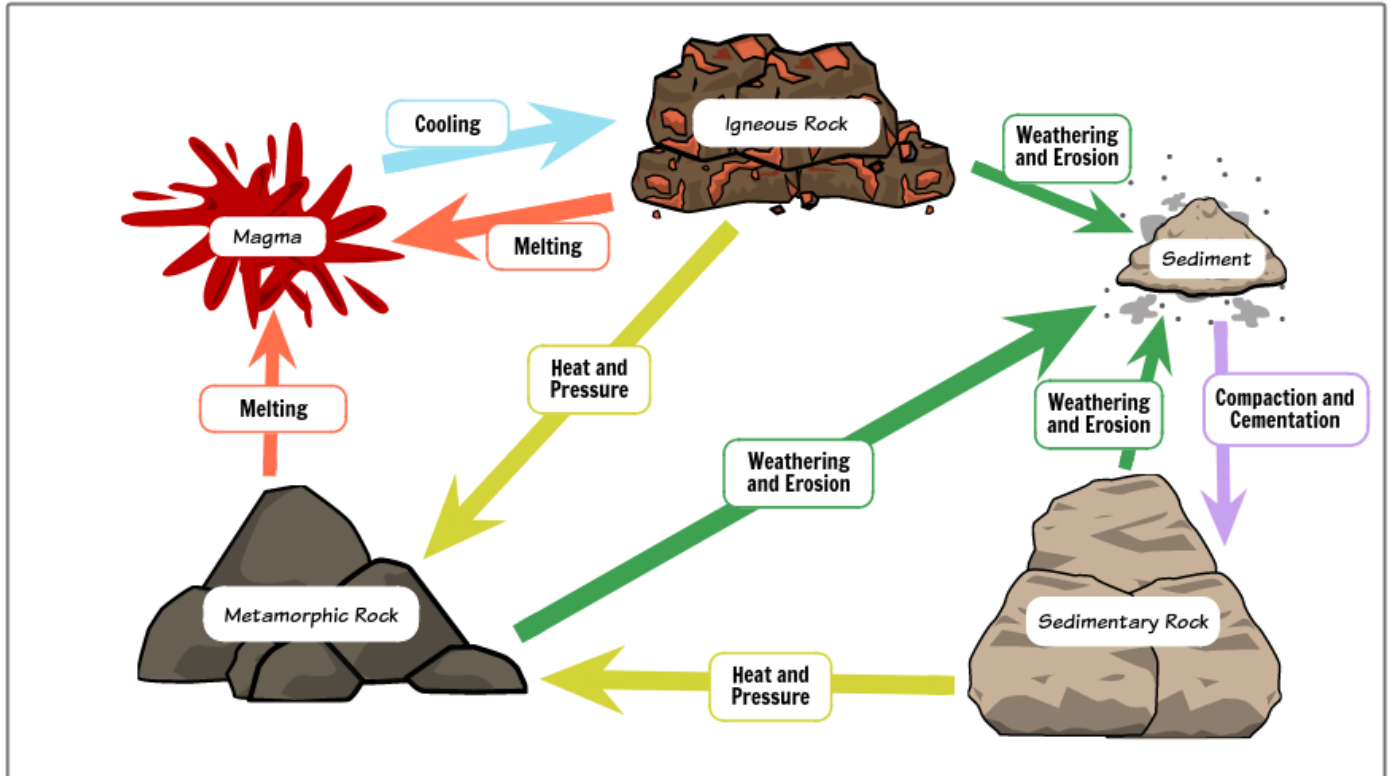 Cooling
Igneous Rock
Weathering
and Erosion
Magma
Melting
Sediment
Heat and
Pressure
Melting
Weathering
and Erosion
Compaction and
Cementation
Weathering
and Erosion
Metamorphic Rock
Sedimentary Rock
Heat and
Pressure